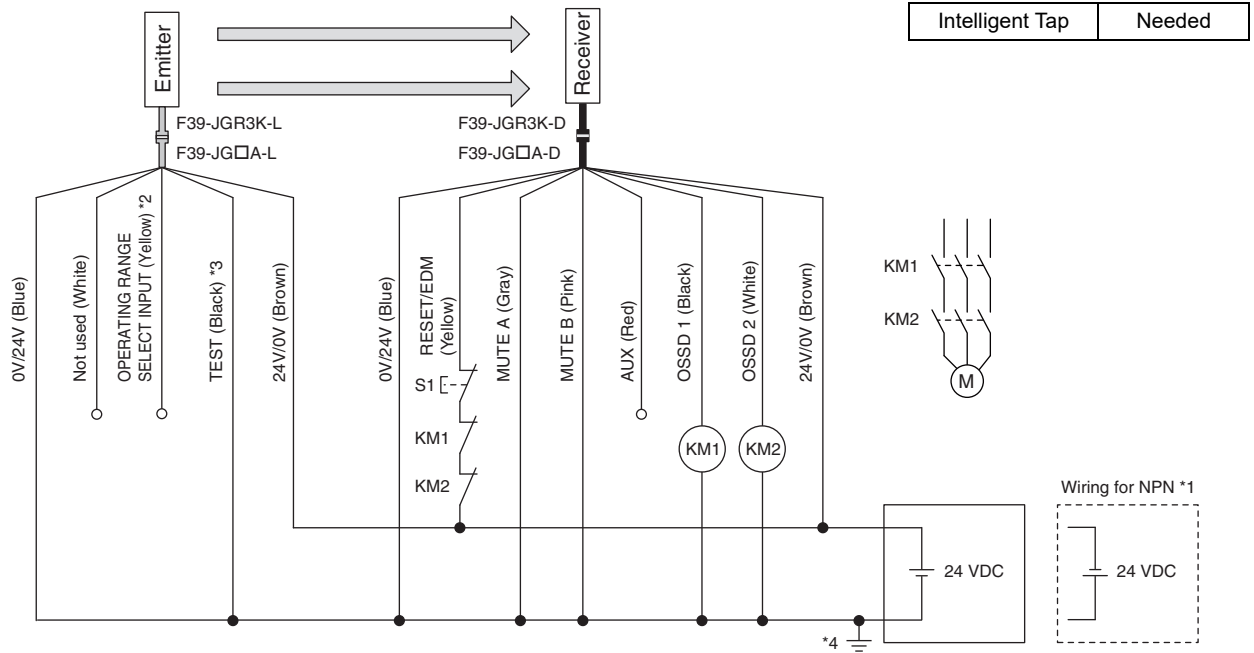 Intelligent Tap Needed
Emitter
Receiver
F39-JGR3K-L
F39-JG□A-L
F39-JGR3K-D
F39-JG□A-D
0V/24V (Blue)
Not used (White)
OPERATING RANGE
SELECT INPUT (Yellow) *2
TEST (Black) *3
24V/0V (Brown)
0V/24V (Blue)
RESET/EDM
(Yellow)
MUTE A (Gray)
MUTE B (Pink)
AUX (Red)
OSSD 1 (Black)
OSSD 2 (White)
24V/0V (Brown)
S1
KM1
KM2
KM1
KM2
KM1
KM2
M
Wiring for NPN *1
24 VDC
24 VDC
*4